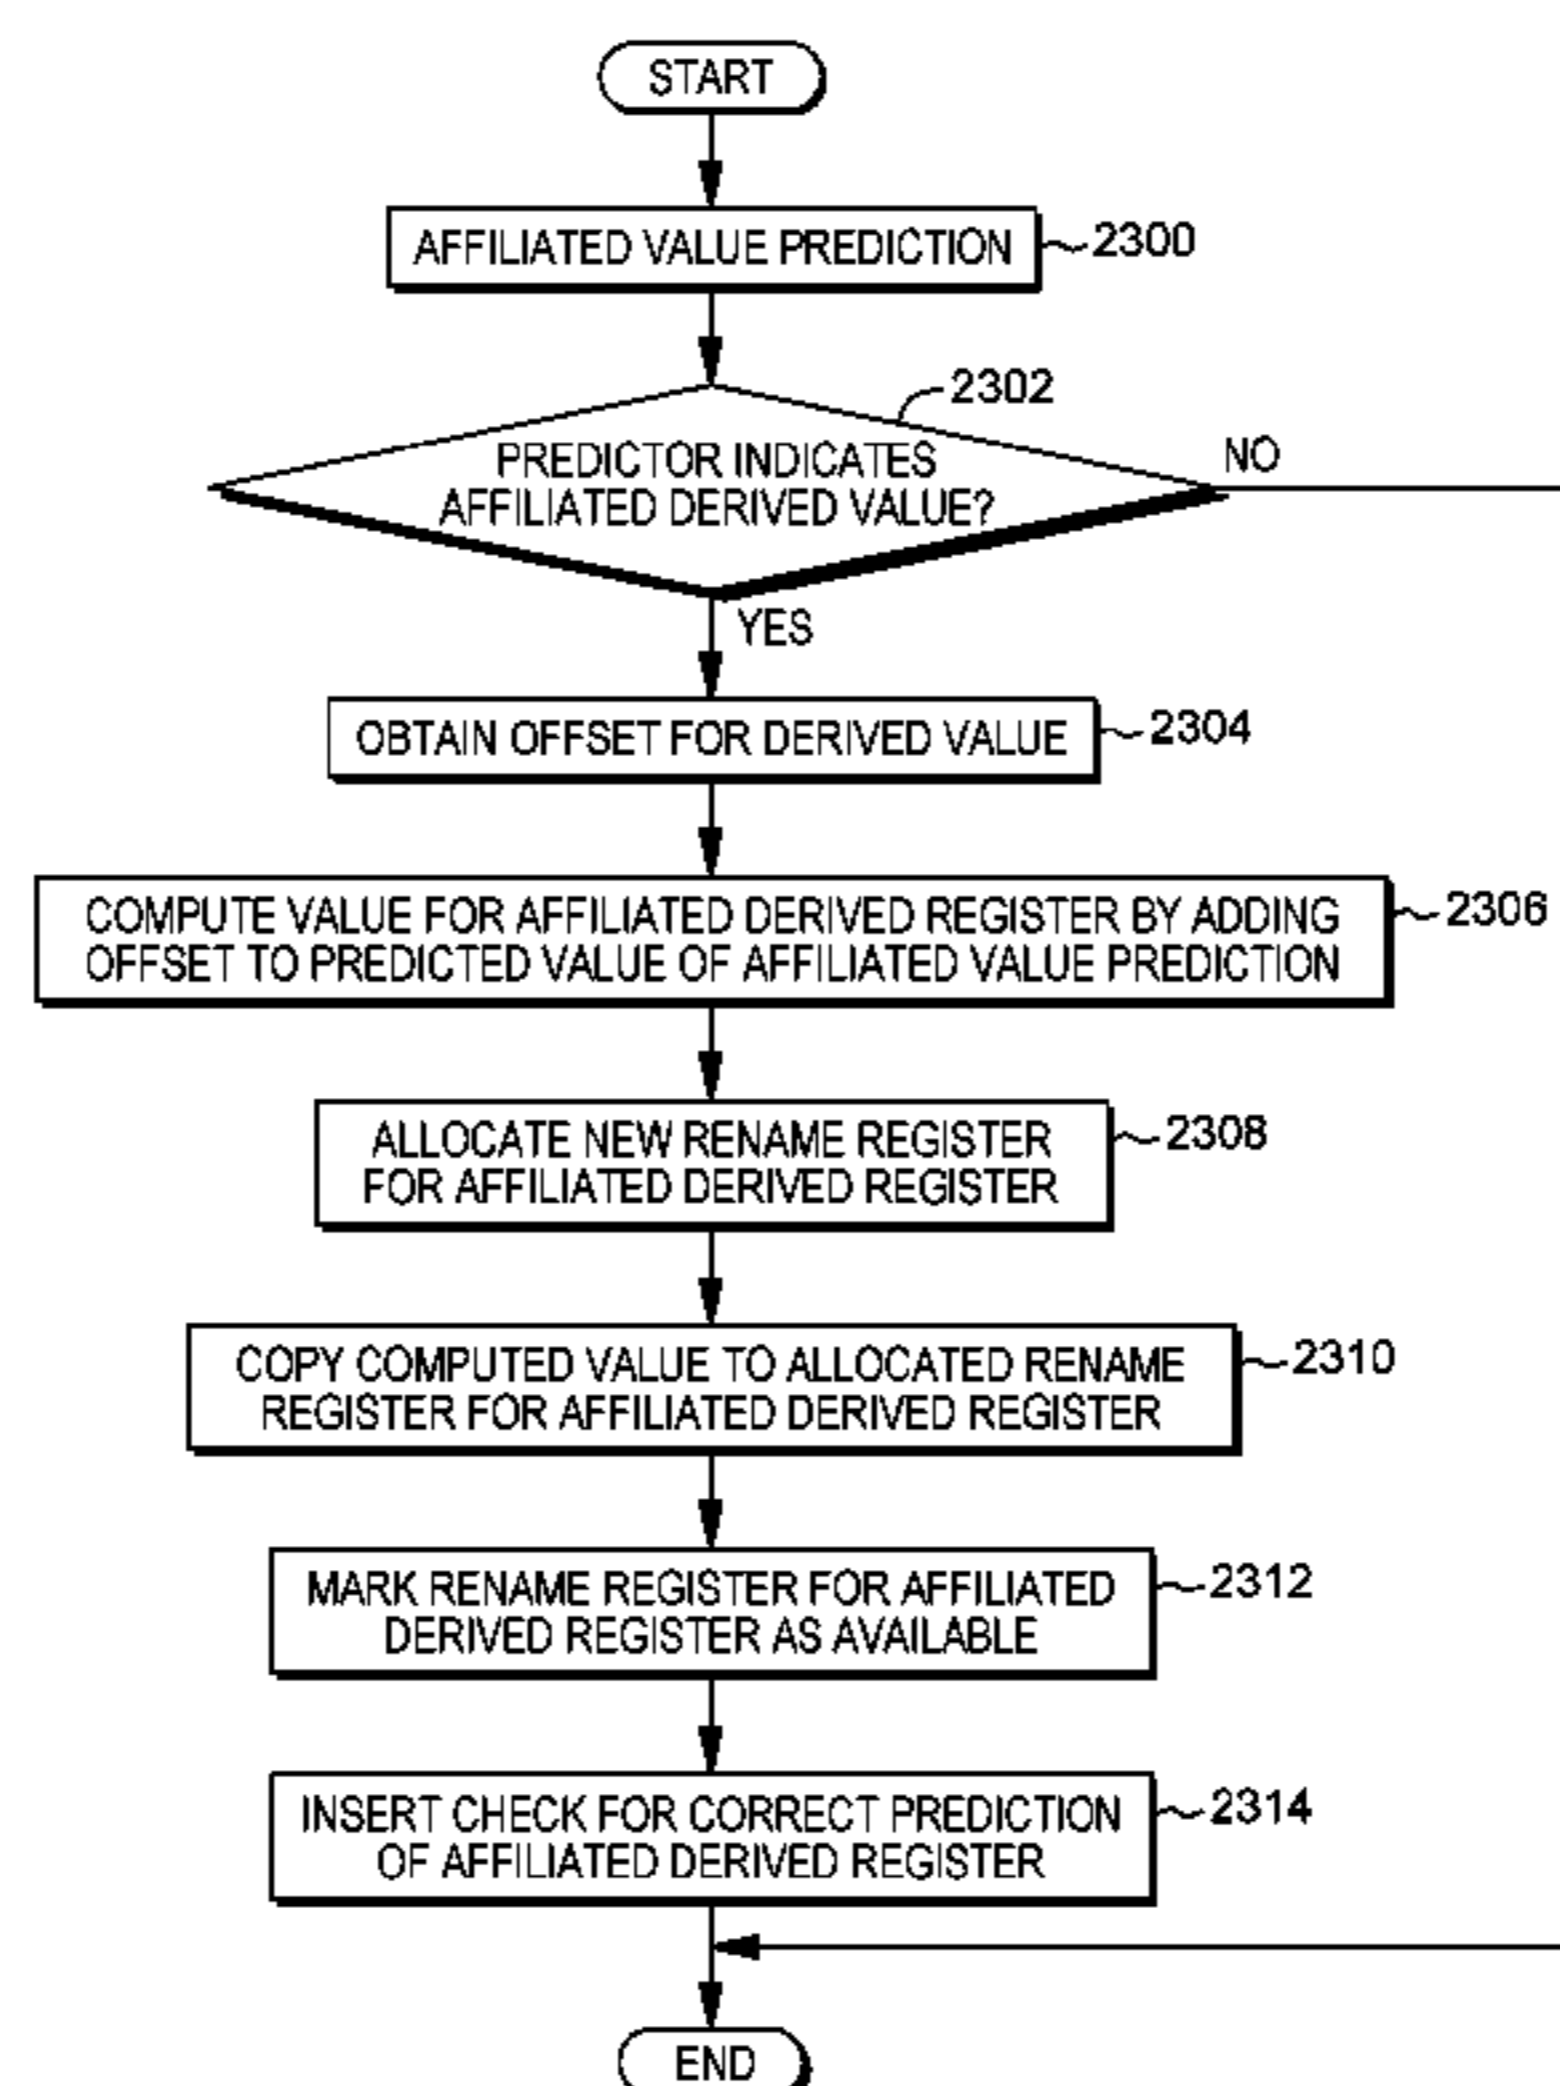 START
AFFILIATED VALUE PREDICTION
2300
2302
PREDICTOR INDICATES
AFFILIATED DERIVED VALUE?
NO
YES
OBTAIN OFFSET FOR DERIVED VALUE
2304
COMPUTE VALUE FOR AFFILIATED DERIVED REGISTER BY ADDING
OFFSET TO PREDICTED VALUE OF AFFILIATED VALUE PREDICTION
2306
ALLOCATE NEW RENAME REGISTER
FOR AFFILIATED DERIVED REGISTER
2308
COPY COMPUTED VALUE TO ALLOCATED RENAME
REGISTER FOR AFFILIATED DERIVED REGISTER
2310
MARK RENAME REGISTER FOR AFFILIATED
DERIVED REGISTER AS AVAILABLE
2312
INSERT CHECK FOR CORRECT PREDICTION
OF AFFILIATED DERIVED REGISTER
2314
END